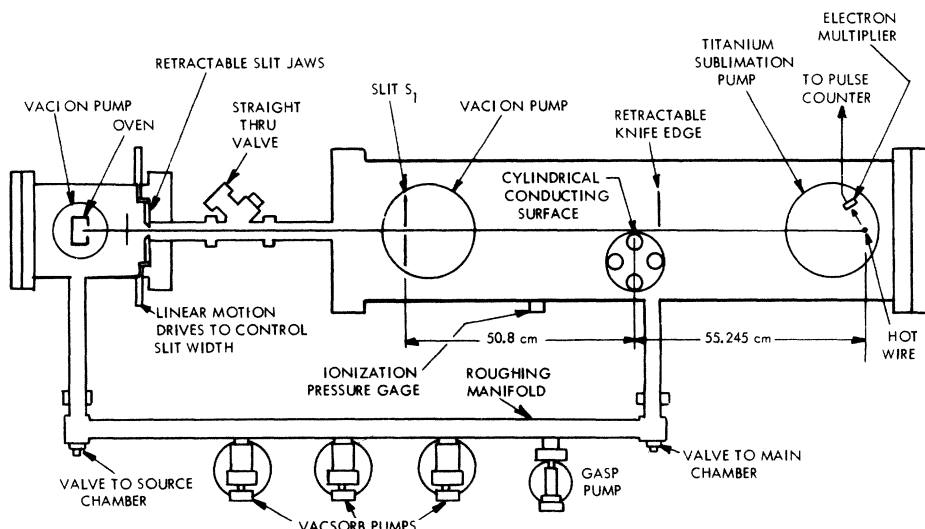 ELECTRON
MULTIPLIER
TITANIUM
SUBLIMATION
PUMP
TO PULSE
COUNTER
RETRACTABLE SLIT JAWS
SLIT S1
VACION PUMP
RETRACTABLE
KNIFE EDGE
VACION PUMP
OVEN
STRAIGHT
THRU
VALVE
CYLINDRICAL
CONDUCTING
SURFACE
LINEAR MOTION
DRIVES TO CONTROL
SLIT WIDTH
50.8 cm
55.245 cm
HOT
WIRE
IONIZATION
PRESSURE GAGE
ROUGHING
MANIFOLD
VALVE TO SOURCE
CHAMBER
GASP
PUMP
VALVE TO MAIN
CHAMBER
VACSORB PUMPS